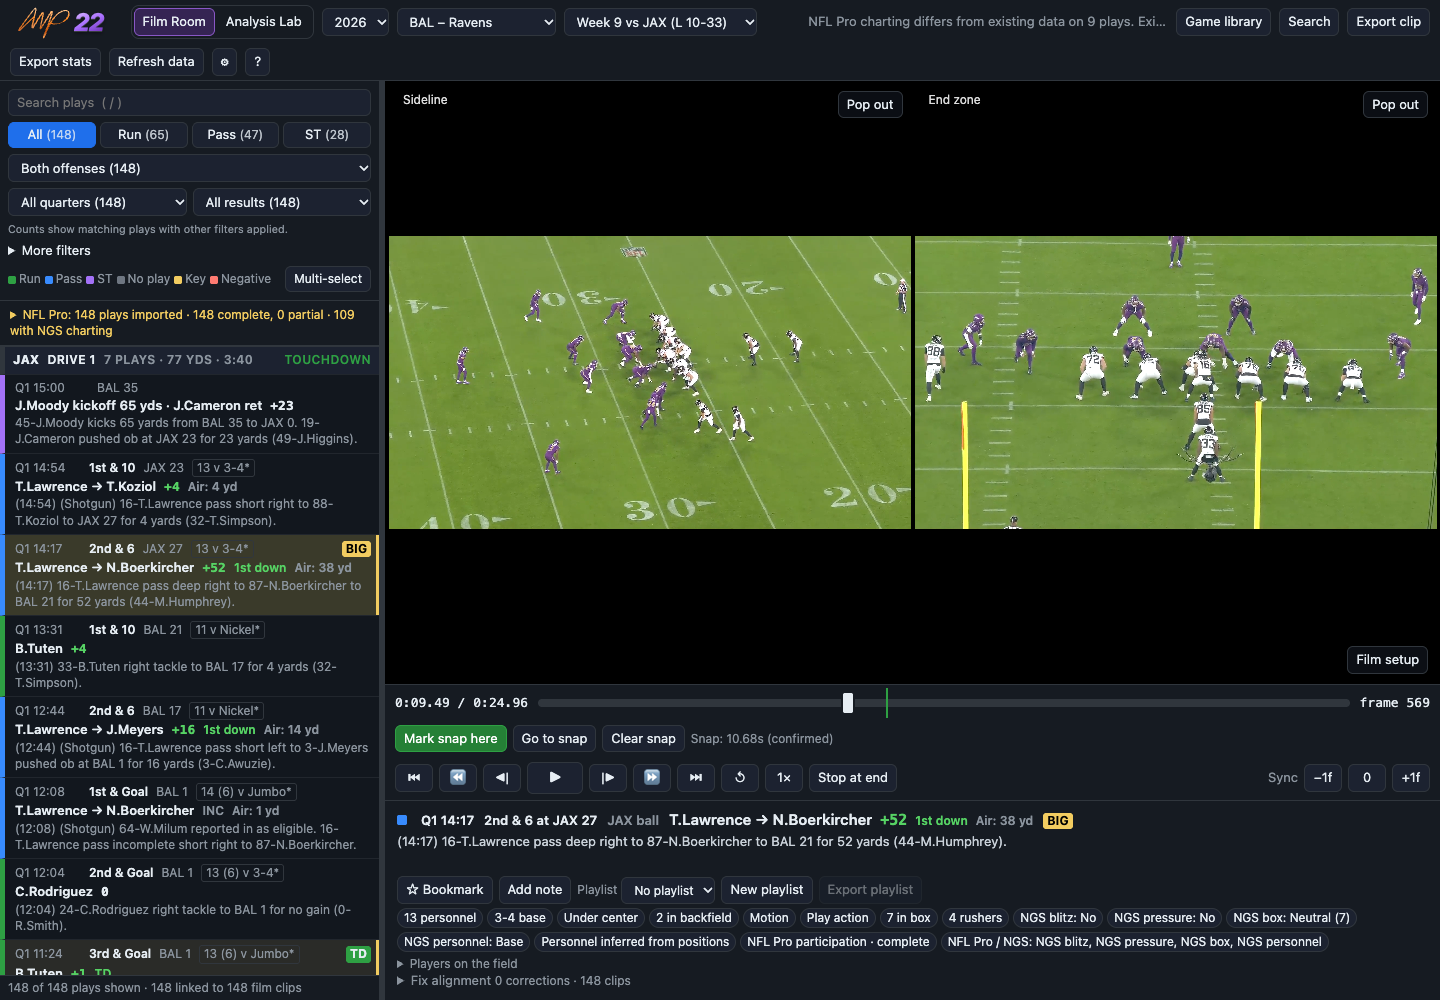 MP 22
Film Room
Analysis Lab
2026
BAL – Ravens
Week 9 vs JAX (L 10-33)
NFL Pro charting differs from existing data on 9 plays. Exi...
Game library
Search
Export clip
Export stats
Refresh data
?
Search plays ( / )
All (148)
Run (65)
Pass (47)
ST (28)
Both offenses (148)
All quarters (148)
All results (148)
Counts show matching plays with other filters applied.
More filters
Run Pass ST No play Key Negative
Multi-select
NFL Pro: 148 plays imported · 148 complete, 0 partial · 109
with NGS charting
JAX DRIVE 1 7 PLAYS · 77 YDS · 3:40 TOUCHDOWN
Q1 15:00 BAL 35
J.Moody kickoff 65 yds · J.Cameron ret +23
45-J.Moody kicks 65 yards from BAL 35 to JAX 0. 19-
J.Cameron pushed ob at JAX 23 for 23 yards (49-J.Higgins).
Q1 14:54 1st & 10 JAX 23 13 v 3-4*
T.Lawrence → T.Koziol +4 Air: 4 yd
(14:54) (Shotgun) 16-T.Lawrence pass short right to 88-
T.Koziol to JAX 27 for 4 yards (32-T.Simpson).
Q1 14:17 2nd & 6 JAX 27 13 v 3-4* BIG
T.Lawrence → N.Boerkircher +52 1st down Air: 38 yd
(14:17) 16-T.Lawrence pass deep right to 87-N.Boerkircher to
BAL 21 for 52 yards (44-M.Humphrey).
Q1 13:31 1st & 10 BAL 21 11 v Nickel*
B.Tuten +4
(13:31) 33-B.Tuten right tackle to BAL 17 for 4 yards (32-
T.Simpson).
Q1 12:44 2nd & 6 BAL 17 11 v Nickel*
T.Lawrence → J.Meyers +16 1st down Air: 14 yd
(12:44) (Shotgun) 16-T.Lawrence pass short left to 3-J.Meyers
pushed ob at BAL 1 for 16 yards (3-C.Awuzie).
Q1 12:08 1st & Goal BAL 1 14 (6) v Jumbo*
T.Lawrence → N.Boerkircher INC Air: 1 yd
(12:08) (Shotgun) 64-W.Milum reported in as eligible. 16-
T.Lawrence pass incomplete short right to 87-N.Boerkircher.
Q1 12:04 2nd & Goal BAL 1 13 (6) v 3-4*
C.Rodriguez 0
(12:04) 24-C.Rodriguez right tackle to BAL 1 for no gain (0-
R.Smith).
Q1 11:24 3rd & Goal BAL 1 13 (6) v Jumbo* TD
B.Tuten +1 TD
148 of 148 plays shown · 148 linked to 148 film clips
Sideline
Pop out
End zone
Pop out
Film setup
0:09.49 / 0:24.96
frame 569
Mark snap here
Go to snap
Clear snap
Snap: 10.68s (confirmed)
1×
Stop at end
Sync
−1f
0
+1f
Q1 14:17 2nd & 6 at JAX 27 JAX ball T.Lawrence → N.Boerkircher +52 1st down Air: 38 yd BIG
(14:17) 16-T.Lawrence pass deep right to 87-N.Boerkircher to BAL 21 for 52 yards (44-M.Humphrey).
☆ Bookmark
Add note
Playlist
No playlist
New playlist
Export playlist
13 personnel
3-4 base
Under center
2 in backfield
Motion
Play action
7 in box
4 rushers
NGS blitz: No
NGS pressure: No
NGS box: Neutral (7)
NGS personnel: Base
Personnel inferred from positions
NFL Pro participation · complete
NFL Pro / NGS: NGS blitz, NGS pressure, NGS box, NGS personnel
Players on the field
Fix alignment 0 corrections · 148 clips